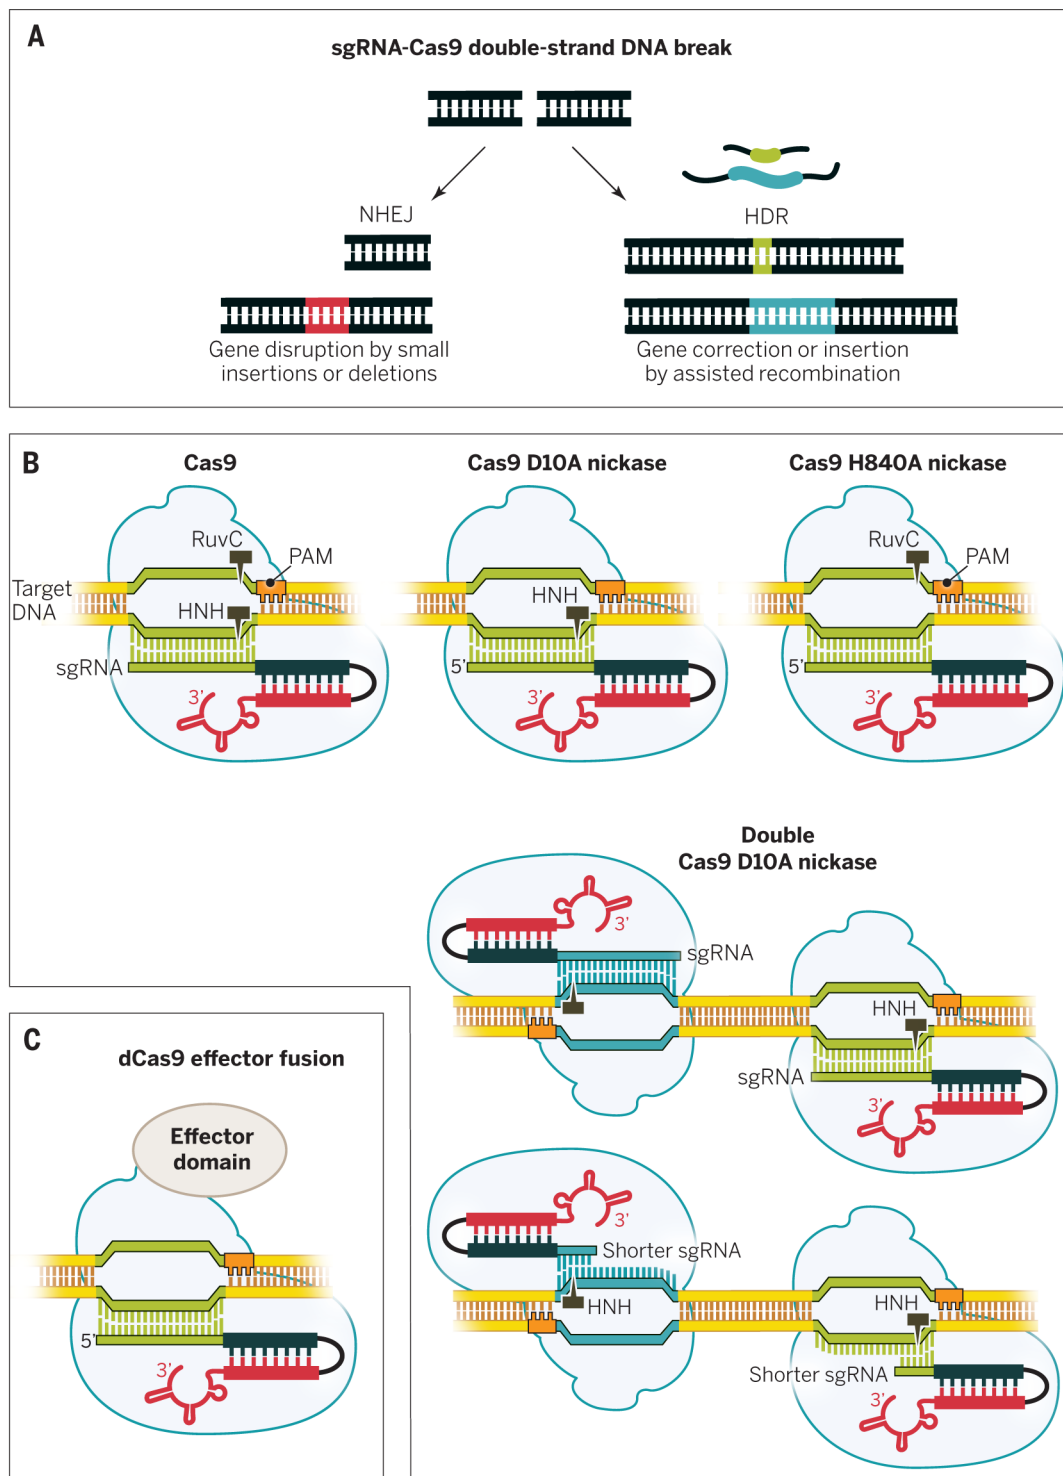 A
sgRNA-Cas9 double-strand DNA break
NHEJ
HDR
Gene disruption by small
insertions or deletions
Gene correction or insertion
by assisted recombination
B
Cas9
Cas9 D10A nickase
Cas9 H840A nickase
RuvC
PAM
Target
DNA
HNH
sgRNA
3’
HNH
5’
3’
RuvC
PAM
5’
3’
Double
Cas9 D10A nickase
3’
sgRNA
HNH
sgRNA
3’
3’
Shorter sgRNA
HNH
HNH
Shorter sgRNA
3’
C
dCas9 effector fusion
Effector
domain
5’
3’